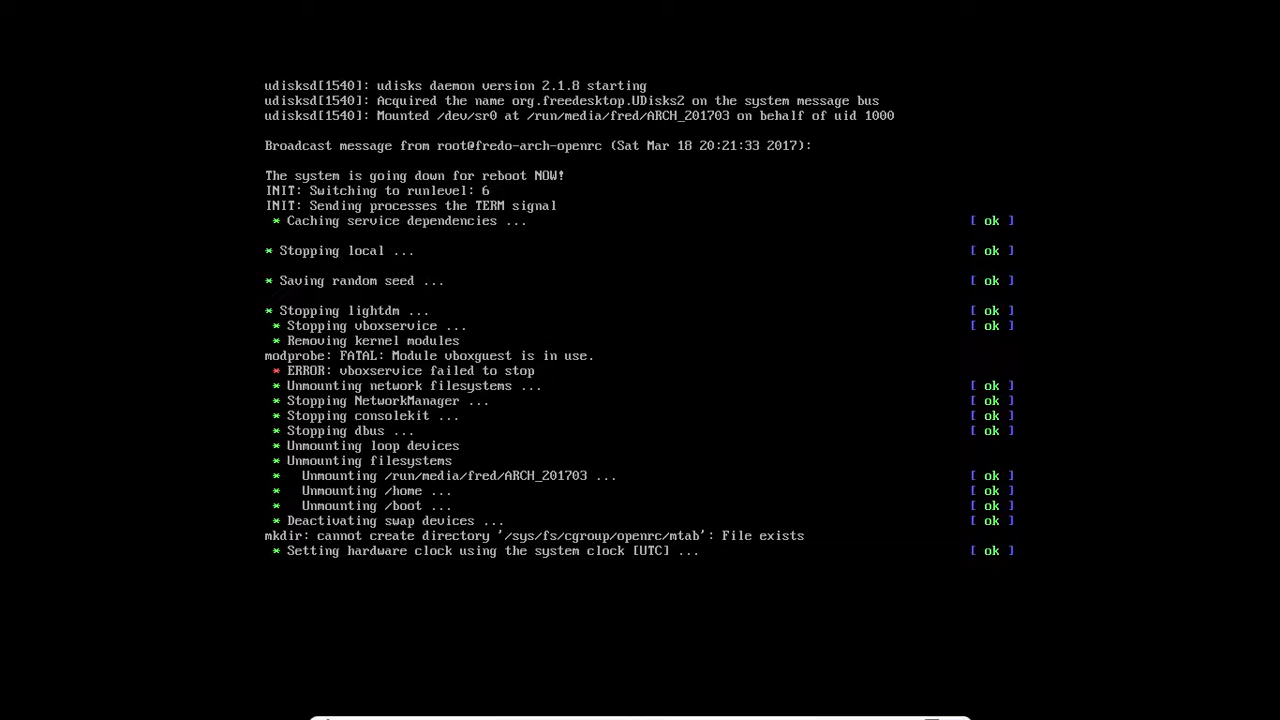 udisksd[1540]: udisks daemon version 2.1.8 starting
udisksd[1540]: Acquired the name org.freedesktop.UDisks2 on the system message bus
udisksd[1540]: Mounted /dev/sr0 at /run/media/fred/ARCH_201703 on behalf of uid 1000
Broadcast message from root@fredo-arch-openrc (Sat Mar 18 20:21:33 2017):
The system is going down for reboot NOW!
INIT: Switching to runlevel: 6
INIT: Sending processes the TERM signal
* Caching service dependencies ... [ ok ]
* Stopping local ... [ ok ]
* Saving random seed ... [ ok ]
* Stopping lightdm ... [ ok ]
* Stopping vboxservice ... [ ok ]
* Removing kernel modules
modprobe: FATAL: Module vboxguest is in use.
* ERROR: vboxservice failed to stop
* Unmounting network filesystems ... [ ok ]
* Stopping NetworkManager ... [ ok ]
* Stopping consolekit ... [ ok ]
* Stopping dbus ... [ ok ]
* Unmounting loop devices
* Unmounting filesystems
* Unmounting /run/media/fred/ARCH_201703 ... [ ok ]
* Unmounting /home ... [ ok ]
* Unmounting /boot ... [ ok ]
* Deactivating swap devices ... [ ok ]
mkdir: cannot create directory '/sys/fs/cgroup/openrc/mtab': File exists
* Setting hardware clock using the system clock [UTC] ... [ ok ]